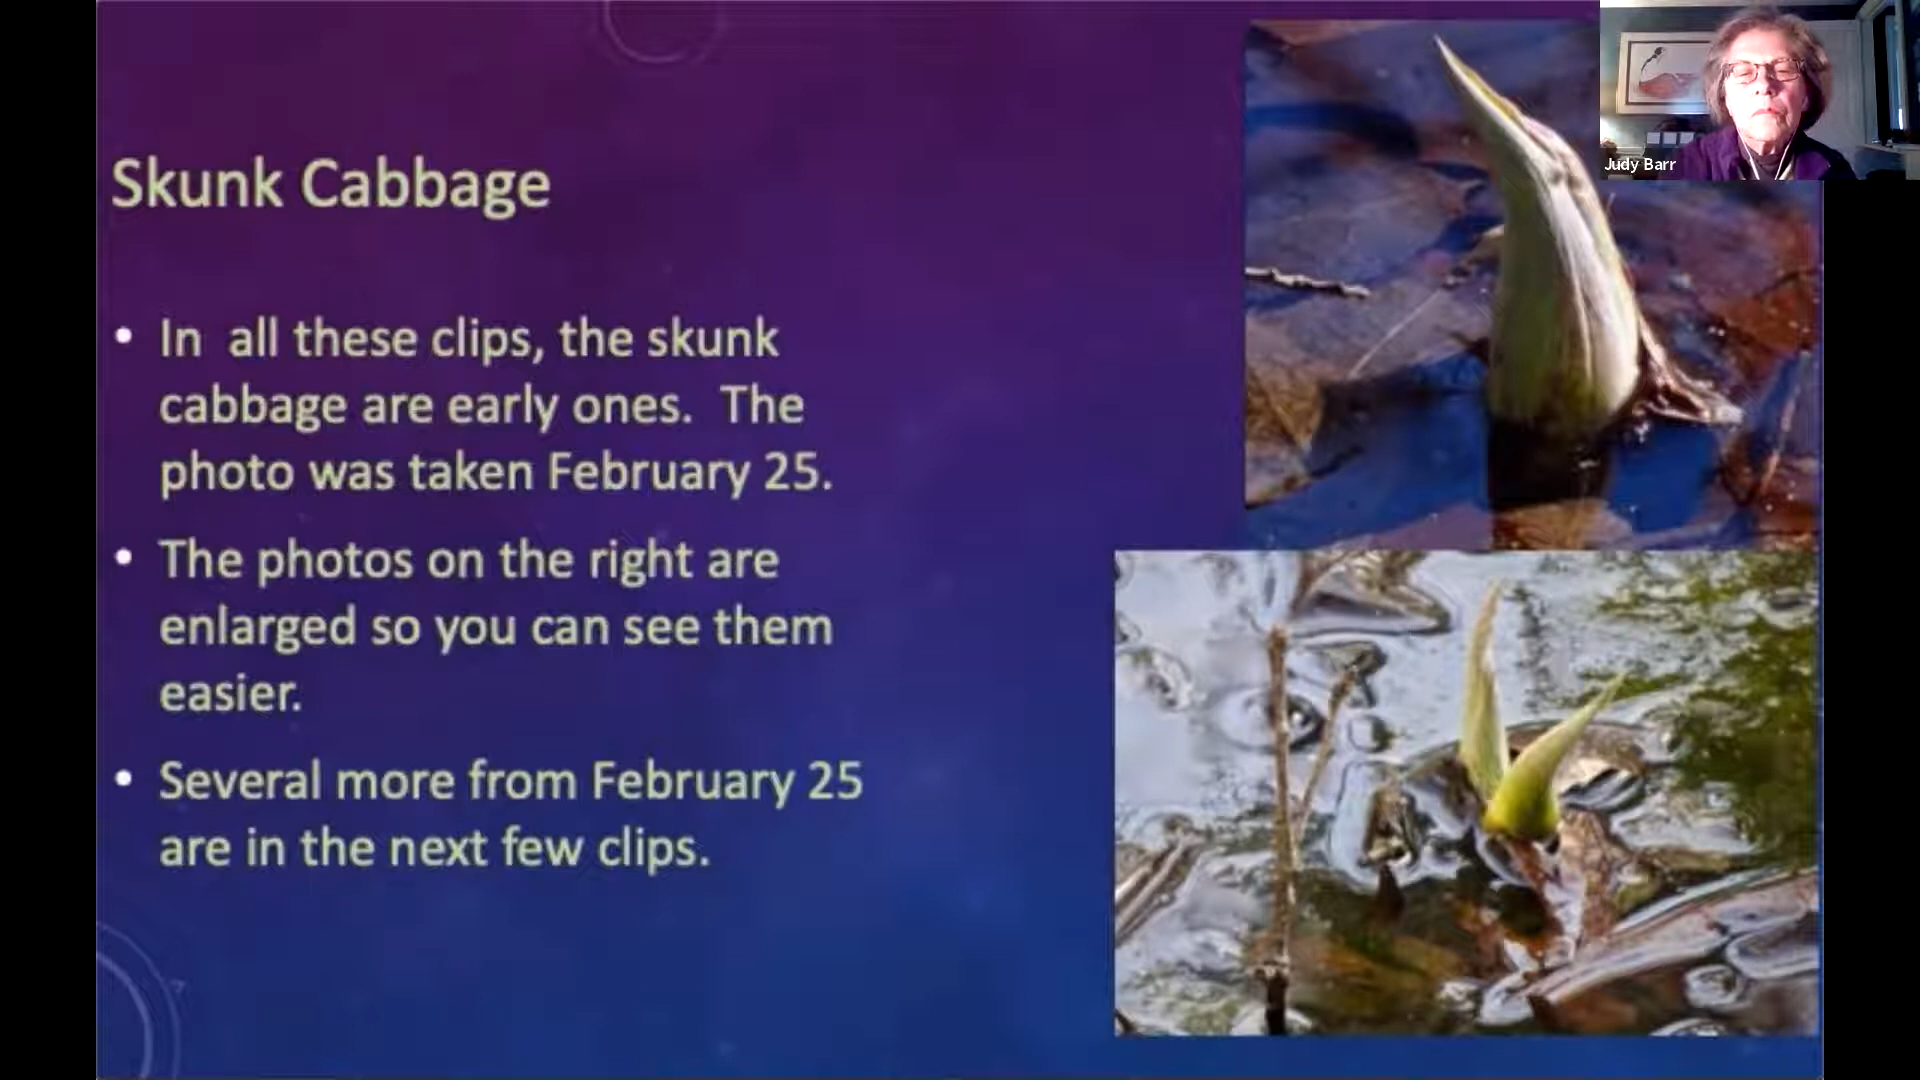 Skunk Cabbage
• In  all these clips, the skunk
cabbage are early ones.  The
photo was taken February 25.
• The photos on the right are
enlarged so you can see them
easier.
• Several more from February 25
are in the next few clips.
Judy Barr